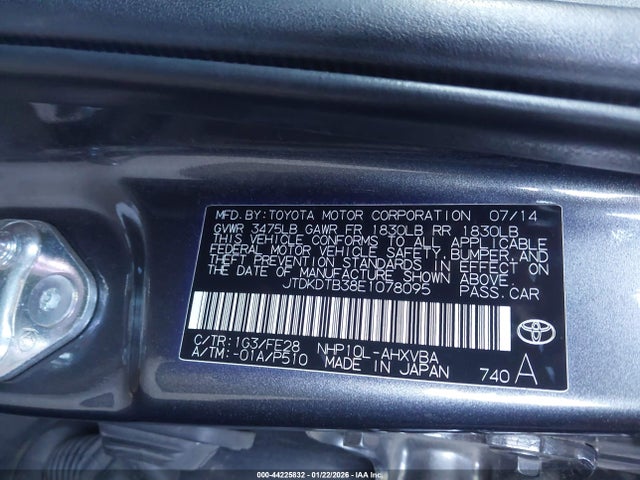 MFD. BY: TOYOTA MOTOR CORPORATION 07/14
GVWR 3475LB GAWR FR 1830LB RR 1830LB
THIS VEHICLE CONFORMS TO ALL APPLICABLE
FEDERAL MOTOR VEHICLE SAFETY, BUMPER, AND
THEFT PREVENTION STANDARDS IN EFFECT ON
THE DATE OF MANUFACTURE SHOWN ABOVE.
JTDKDTB38E1078095 PASS. CAR
C/TR: 1G3/FE28 NHP10L-AHXVBA
A/TM: -01A/P510 MADE IN JAPAN 740 A
000-44225832 - 01/22/2026 - IAA Inc.